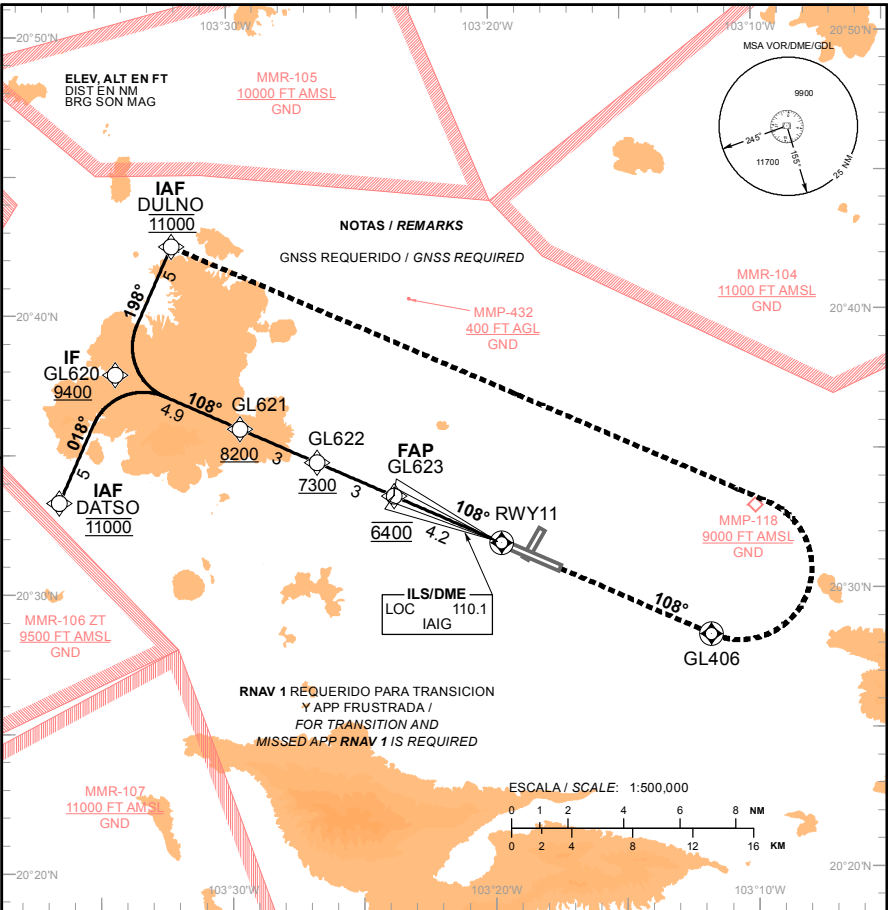 103°30'W
103°20'W
103°10'W
20°50'N
20°50'N
ELEV, ALT EN FT
DIST EN NM
BRG SON MAG
MMR-105
10000 FT AMSL
GND
MSA VOR/DME/GDL
9900
245°
155°
11700
25 NM
IAF
DULNO
11000
NOTAS / REMARKS
GNSS REQUERIDO / GNSS REQUIRED
MMR-104
11000 FT AMSL
GND
5
198°
MMP-432
400 FT AGL
GND
20°40'N
20°40'N
IF
GL620
9400
108°
4.9
GL621
8200
018°
5
3
GL622
7300
3
IAF
DATSO
11000
FAP
GL623
6400
4.2
108°
RWY11
MMP-118
9000 FT AMSL
GND
20°30'N
20°30'N
ILS/DME
LOC 110.1
IAIG
108°
GL406
MMR-106 ZT
9500 FT AMSL
GND
RNAV 1 REQUERIDO PARA TRANSICION
Y APP FRUSTRADA /
FOR TRANSITION AND
MISSED APP RNAV 1 IS REQUIRED
MMR-107
11000 FT AMSL
GND
ESCALA / SCALE: 1:500,000
0 1 2 4 6 8 NM
0 2 4 8 12 16 KM
20°20'N
20°20'N
103°30'W
103°20'W
103°10'W